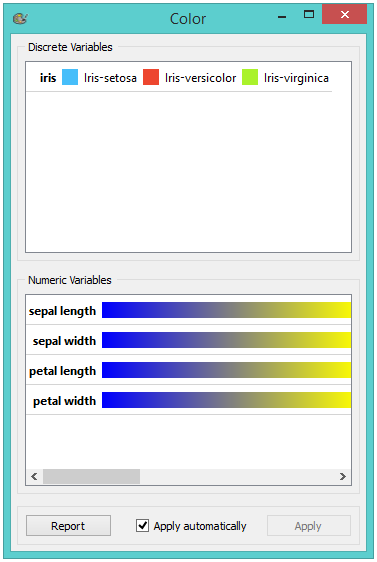 Color
Discrete Variables
iris Iris-setosa Iris-versicolor Iris-virginica
Numeric Variables
sepal length
sepal width
petal length
petal width
Report Apply automatically Apply